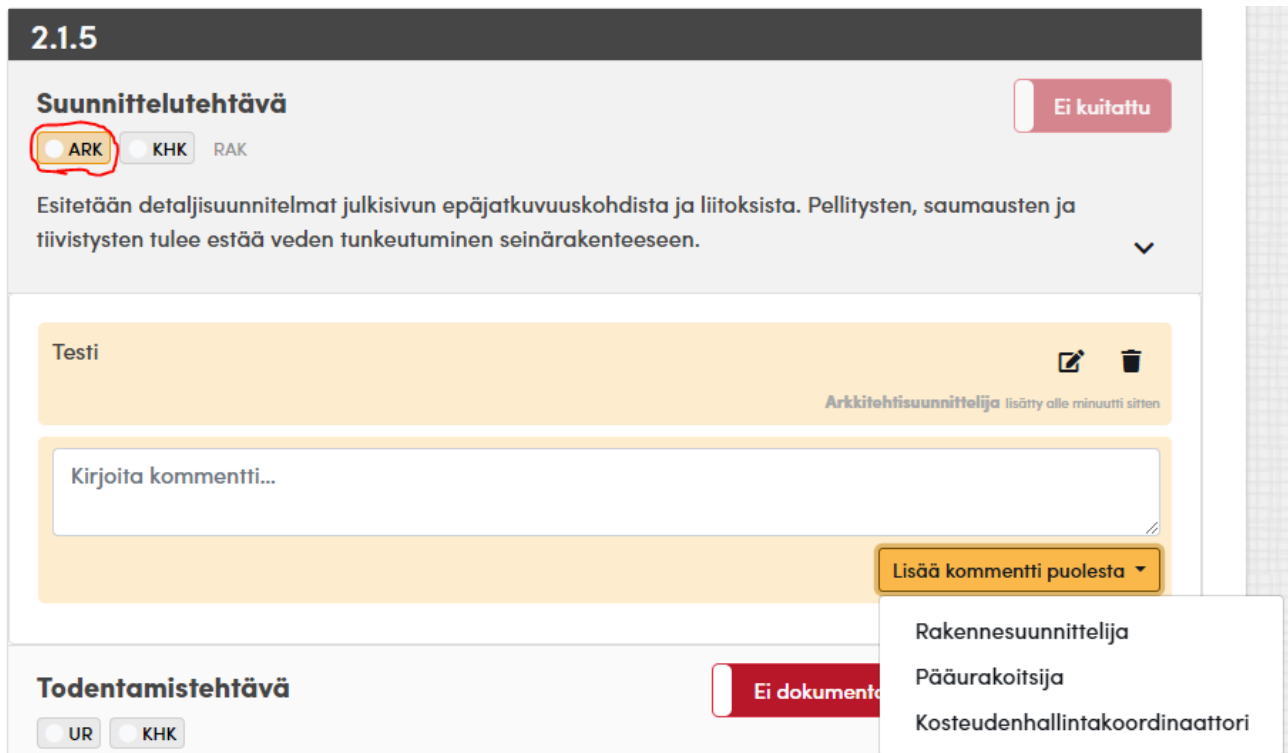 2.1.5
Suunnittelutehtävä
Ei kuitattu
ARK KHK RAK
Esitetään detaljisuunnitelmat julkisivun epäjatkuvuuskohdista ja liitoksista. Pellitysten, saumausten ja
tiivistysten tulee estää veden tunkeutuminen seinärakenteeseen.
Testi
Arkkitehtisuunnittelija lisätty alle minuutti sitten
Kirjoita kommentti...
Lisää kommentti puolesta
Rakennesuunnittelija
Pääurakoitsija
Kosteudenhallintakoordinaattori
Todentamistehtävä
Ei
UR KHK